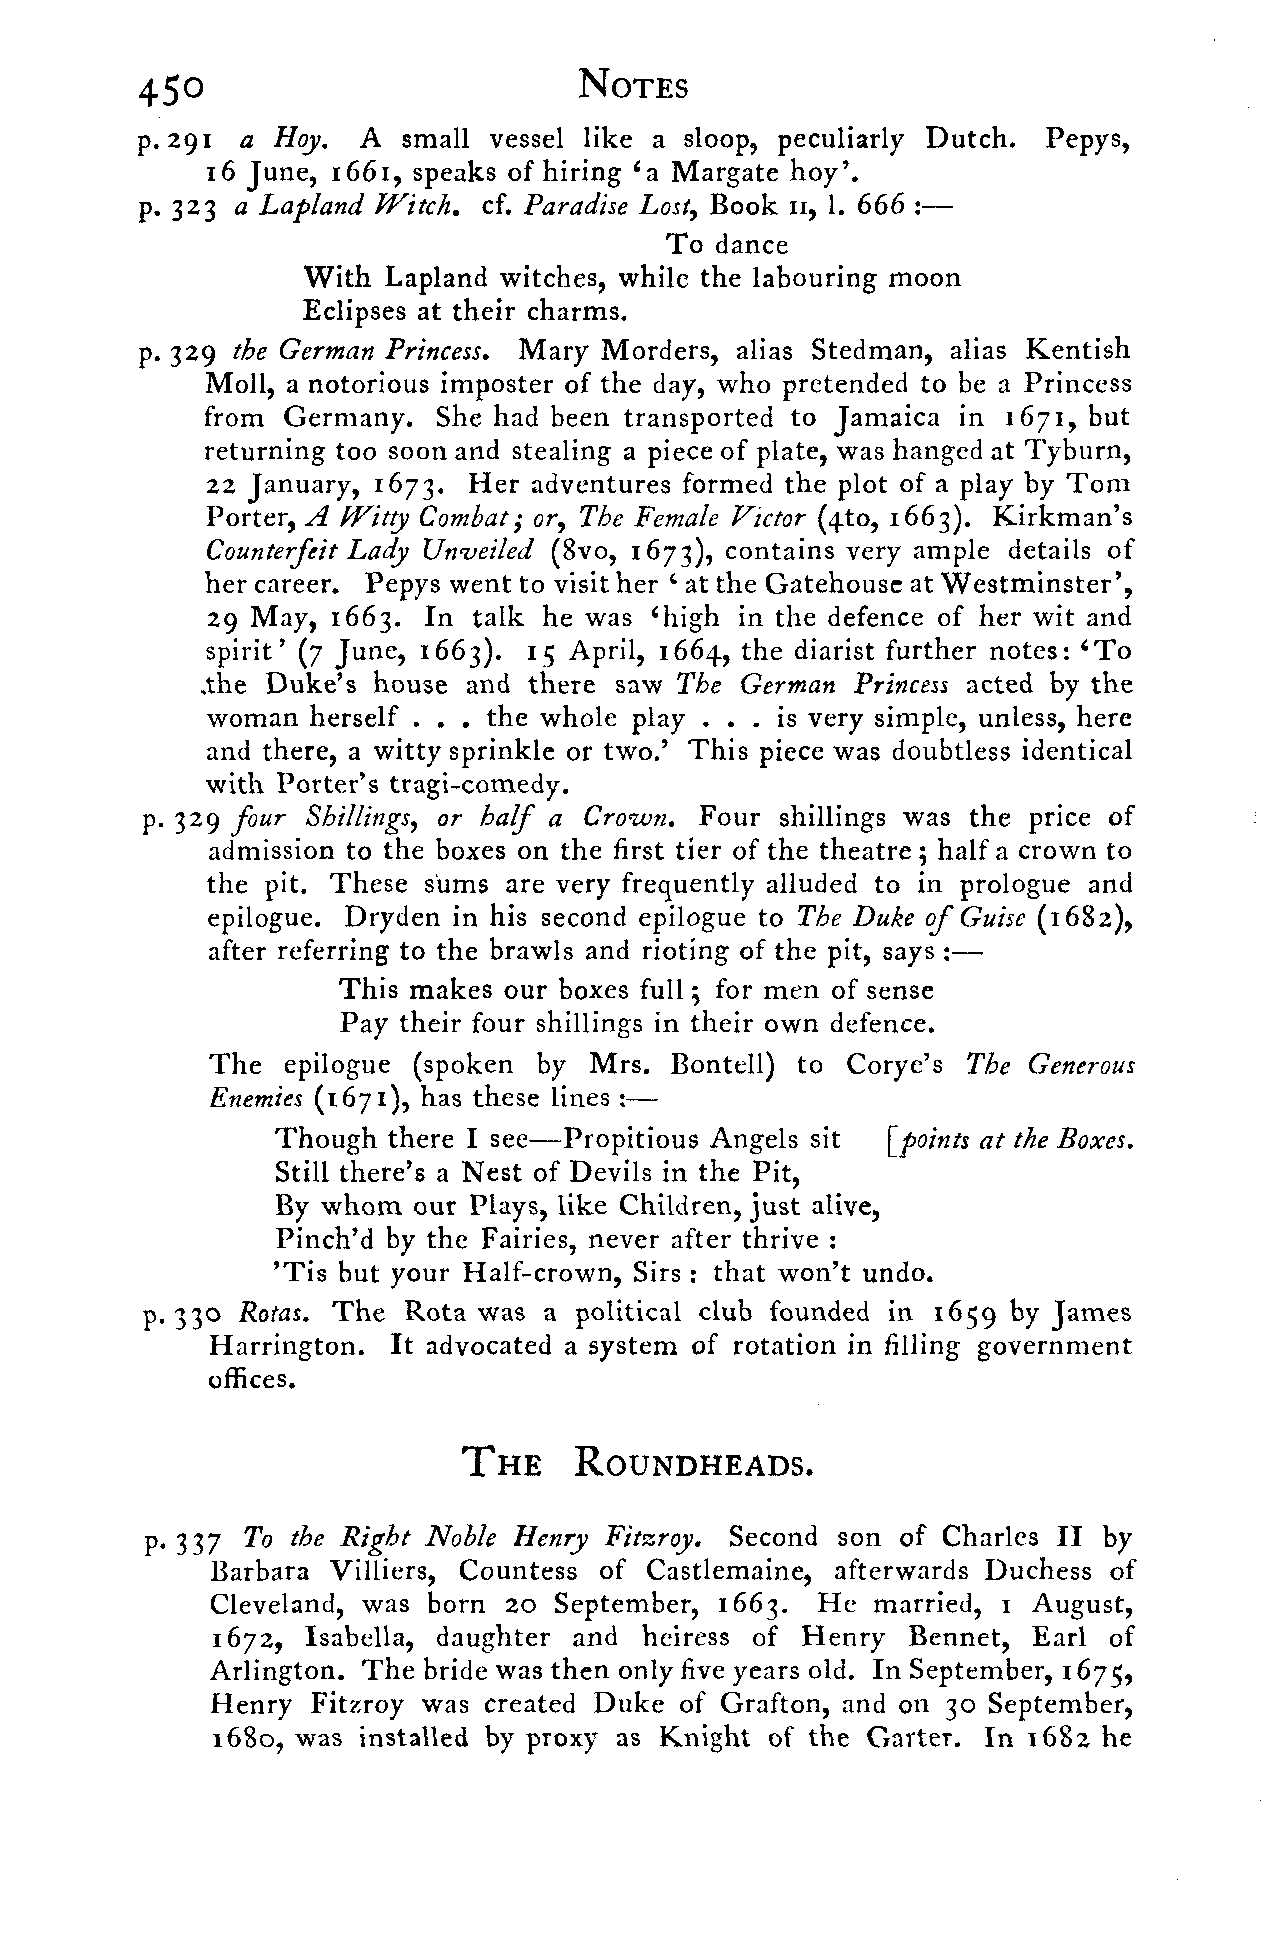 450 NOTES
p. 291 a Hoy. A small vessel like a sloop, peculiarly Dutch. Pepys,
16 June, 1661, speaks of hiring ‘a Margate hoy’.
p. 323 a Lapland Witch. cf. Paradise Lost, Book II, l. 666 :—
To dance
With Lapland witches, while the labouring moon
Eclipses at their charms.
p. 329 the German Princess. Mary Morders, alias Stedman, alias Kentish
Moll, a notorious imposter of the day, who pretended to be a Princess
from Germany. She had been transported to Jamaica in 1671, but
returning too soon and stealing a piece of plate, was hanged at Tyburn,
22 January, 1673. Her adventures formed the plot of a play by Tom
Porter, A Witty Combat; or, The Female Victor (4to, 1663). Kirkman’s
Counterfeit Lady Unveiled (8vo, 1673), contains very ample details of
her career. Pepys went to visit her ‘ at the Gatehouse at Westminster’,
29 May, 1663. In talk he was ‘high in the defence of her wit and
spirit’ (7 June, 1663). 15 April, 1664, the diarist further notes: ‘To
the Duke’s house and there saw The German Princess acted by the
woman herself . . . the whole play . . . is very simple, unless, here
and there, a witty sprinkle or two.’ This piece was doubtless identical
with Porter’s tragi-comedy.
p. 329 four Shillings, or half a Crown. Four shillings was the price of
admission to the boxes on the first tier of the theatre; half a crown to
the pit. These sums are very frequently alluded to in prologue and
epilogue. Dryden in his second epilogue to The Duke of Guise (1682),
after referring to the brawls and rioting of the pit, says :—
This makes our boxes full; for men of sense
Pay their four shillings in their own defence.
The epilogue (spoken by Mrs. Bontell) to Corye’s The Generous
Enemies (1671), has these lines :—
Though there I see—Propitious Angels sit [points at the Boxes.
Still there’s a Nest of Devils in the Pit,
By whom our Plays, like Children, just alive,
Pinch’d by the Fairies, never after thrive :
’Tis but your Half-crown, Sirs : that won’t undo.
p. 330 Rotas. The Rota was a political club founded in 1659 by James
Harrington. It advocated a system of rotation in filling government
offices.
THE ROUNDHEADS.
p. 337 To the Right Noble Henry Fitzroy. Second son of Charles II by
Barbara Villiers, Countess of Castlemaine, afterwards Duchess of
Cleveland, was born 20 September, 1663. He married, 1 August,
1672, Isabella, daughter and heiress of Henry Bennet, Earl of
Arlington. The bride was then only five years old. In September, 1675,
Henry Fitzroy was created Duke of Grafton, and on 30 September,
1680, was installed by proxy as Knight of the Garter. In 1682 he